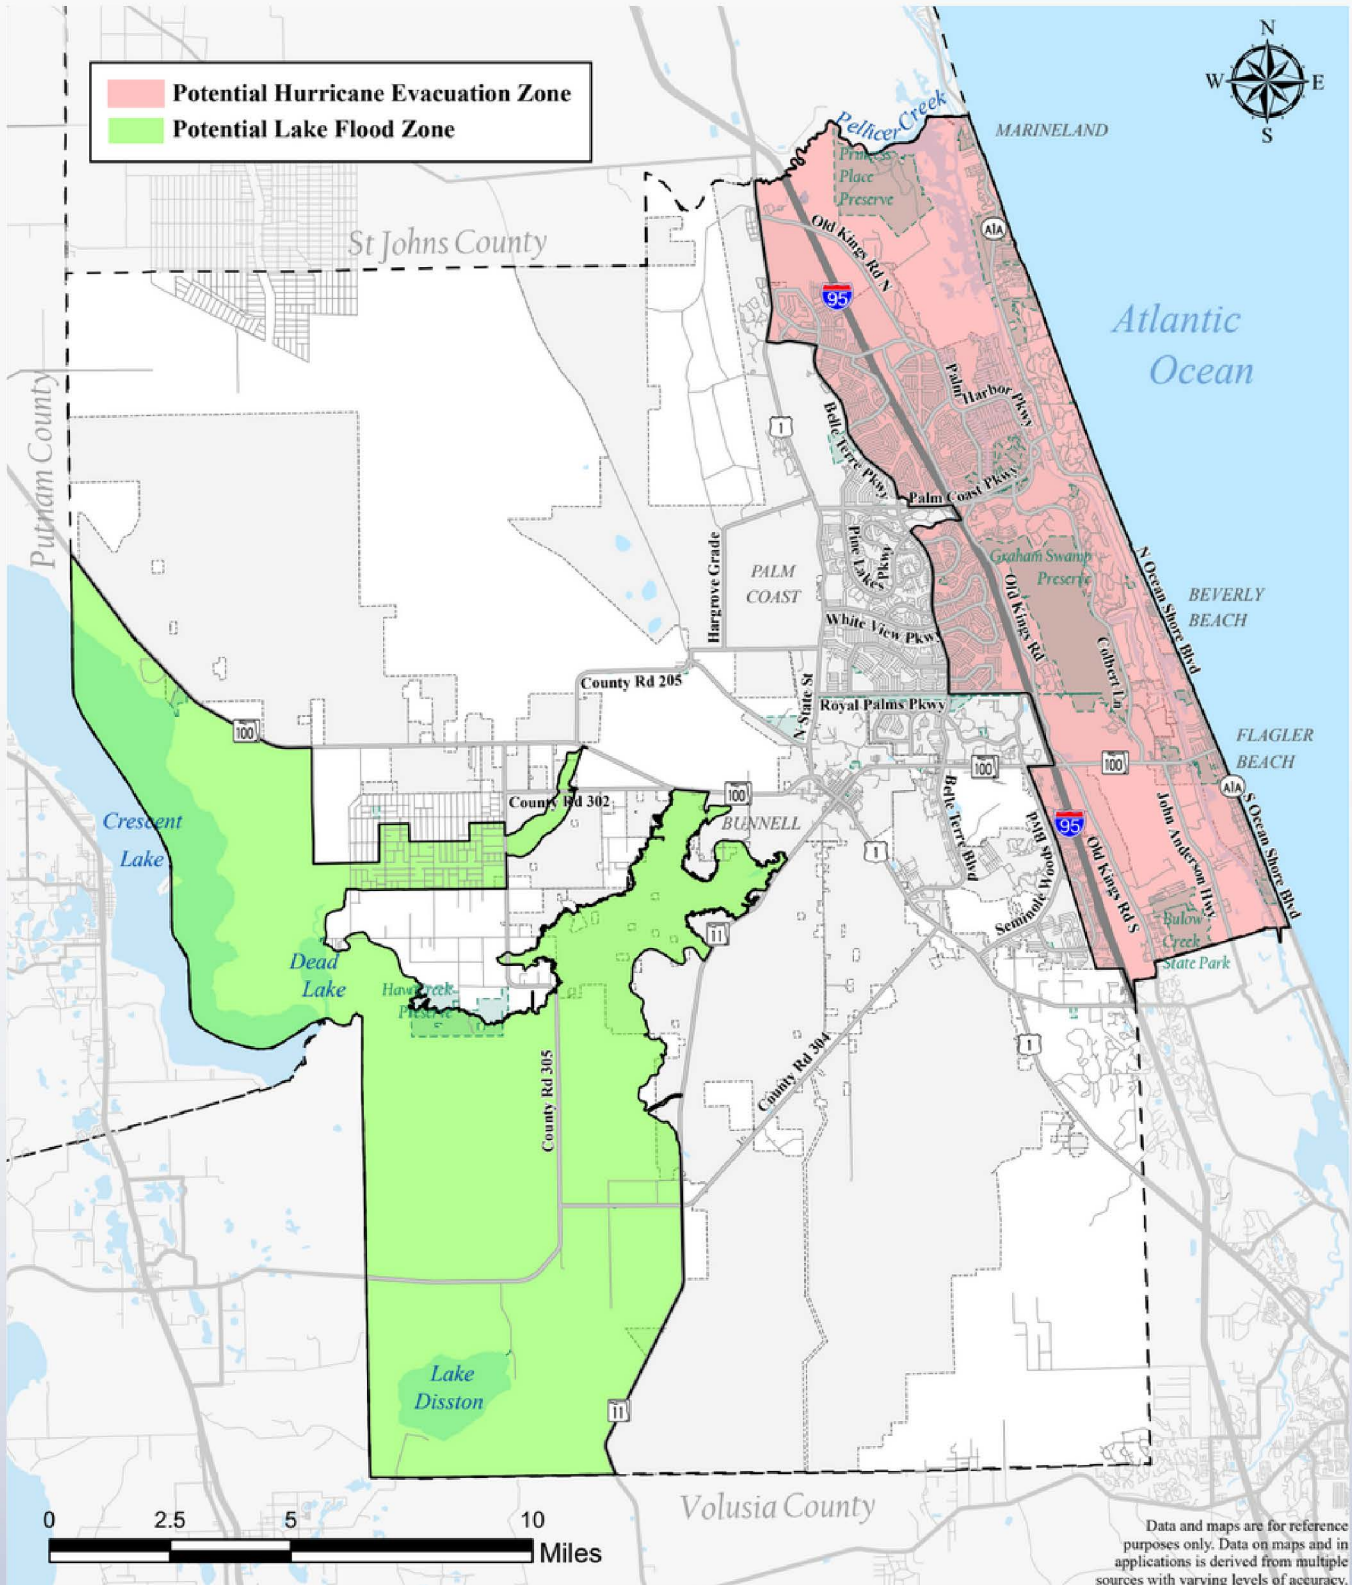 Potential Hurricane Evacuation Zone
Potential Lake Flood Zone
N
W
E
S
Pellicer Creek
MARINELAND
Princess
Place
Preserve
St Johns County
Old Kings Rd N
A1A
95
Atlantic
Ocean
Putnam County
Palm
Harbor Pkwy
1
Belle Terre Pkwy
Palm Coast Pkwy
Hargrove Grade
Pine Lakes
Pkwy
PALM
COAST
Graham Swamp
Preserve
N Ocean Shore Blvd
BEVERLY
BEACH
Old Kings Rd
White View Pkwy
Colbert Ln
County Rd 205
N State St
Royal Palms Pkwy
100
FLAGLER
BEACH
100
100
A1A
County Rd 302
100
BUNNELL
Belle Terre Blvd
John Anderson Hwy
S Ocean Shore Blvd
Crescent
Lake
95
1
Seminole Woods Blvd
Old Kings Rd S
Bulow
Creek
State Park
11
Dead
Lake
Haw Creek
Preserve
County Rd 305
County Rd 304
1
Lake
Disston
11
Volusia County
0
2.5
5
10
Miles
Data and maps are for reference
purposes only. Data on maps and in
applications is derived from multiple
sources with varying levels of accuracy.